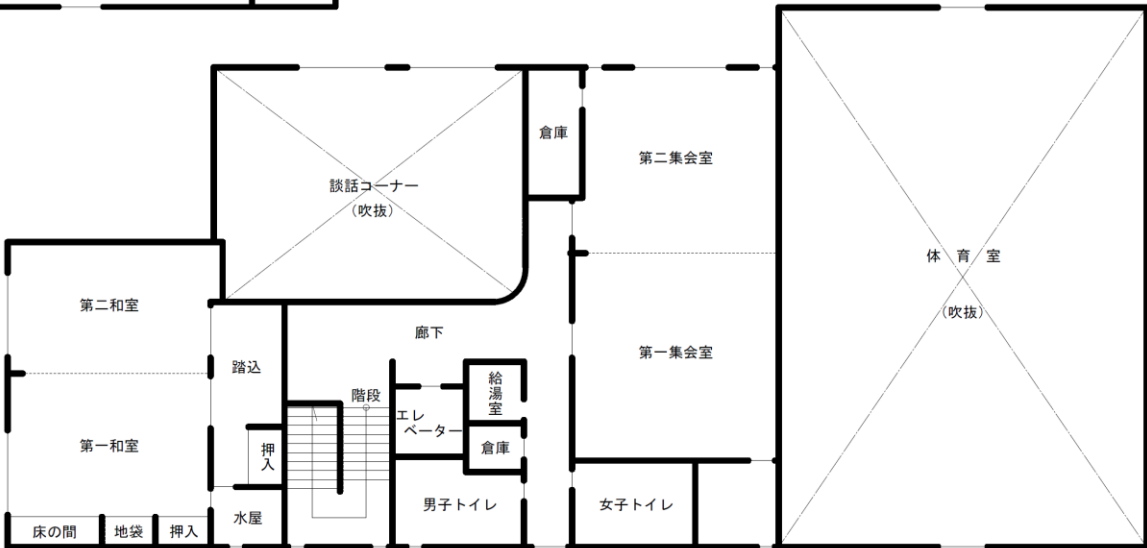 倉庫
第二集会室
談話コーナー
(吹抜)
体育室
(吹抜)
第二和室
廊下
第一集会室
踏込
給湯室
階段
エレ
ベーター
第一和室
押入
倉庫
男子トイレ
女子トイレ
水屋
床の間
地袋
押入